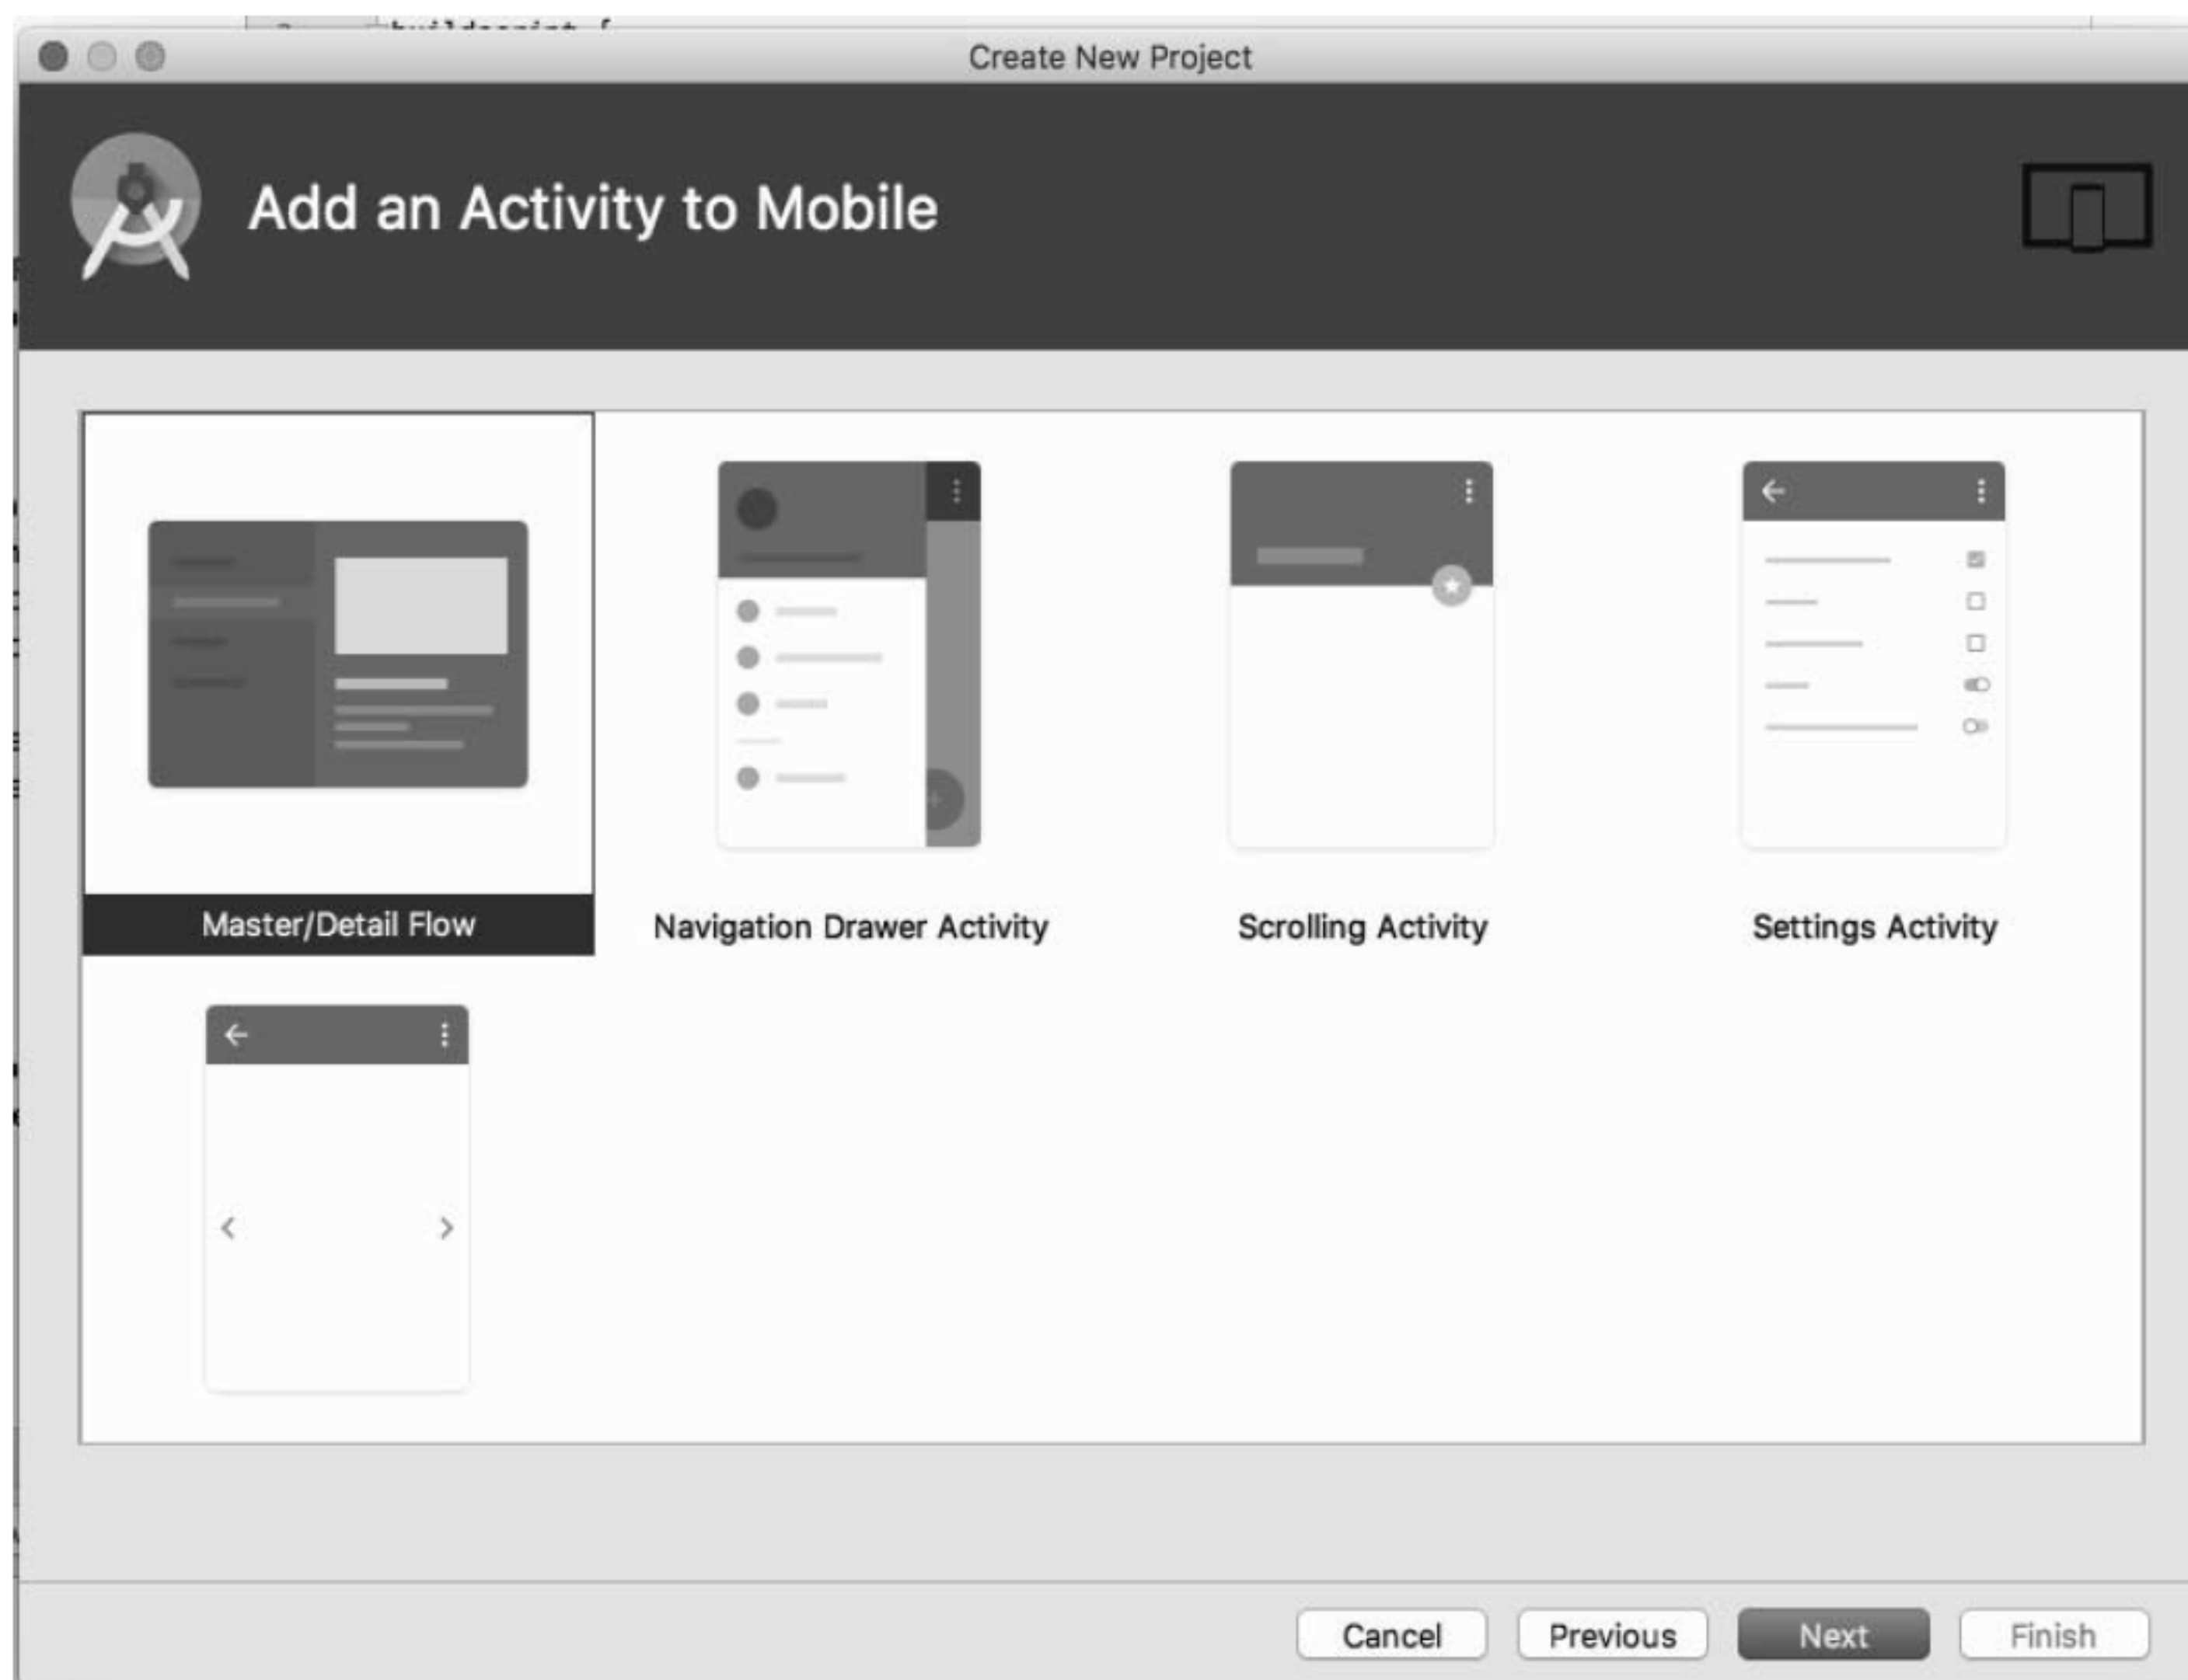 Create New Project
Add an Activity to Mobile
Master/Detail Flow
Navigation Drawer Activity
Scrolling Activity
Settings Activity
Cancel
Previous
Next
Finish